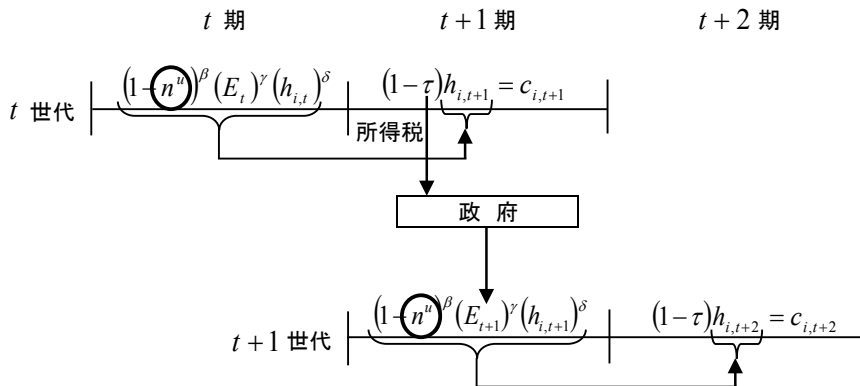 t 期 t+1 期 t+2 期
t 世代 (1-n^u)^β (E_t)^γ (h_{i,t})^δ (1-τ)h_{i,t+1} = c_{i,t+1}
所得税
政 府
t+1 世代 (1-n^u)^β (E_{t+1})^γ (h_{i,t+1})^δ (1-τ)h_{i,t+2} = c_{i,t+2}